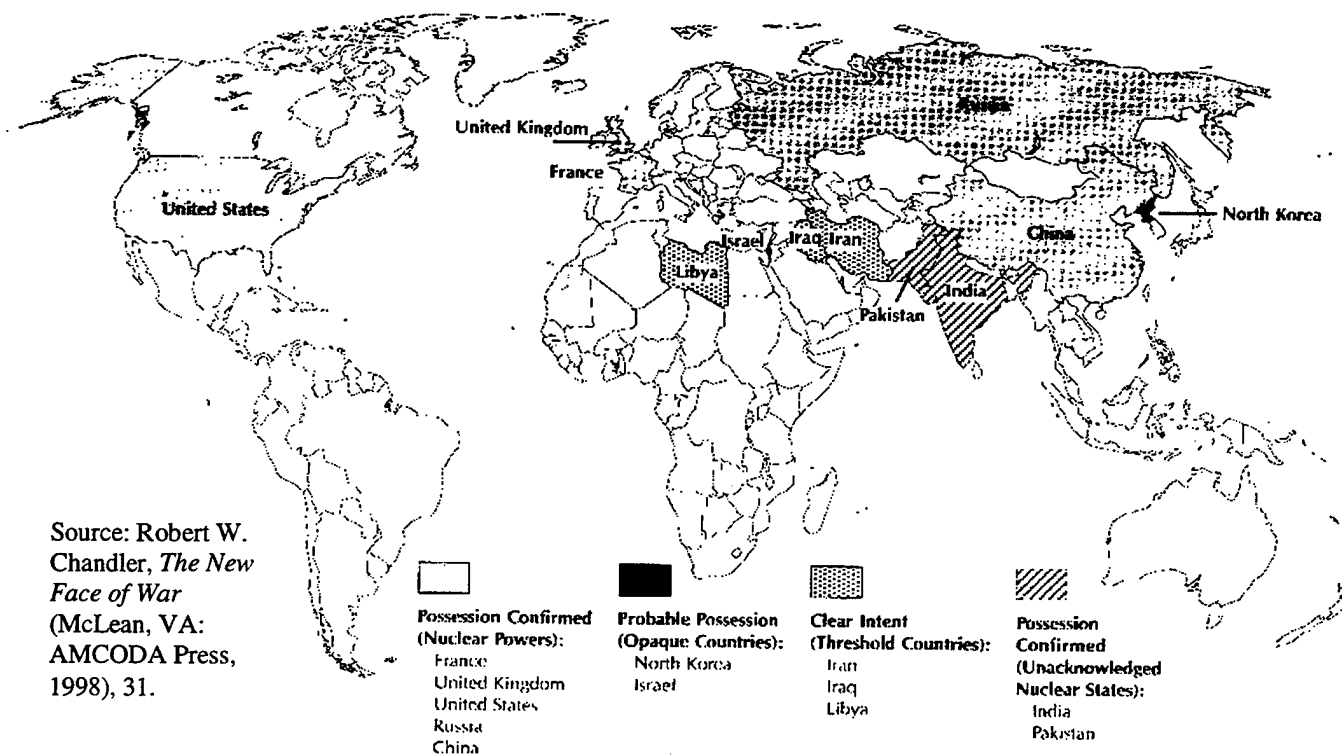 Russia
United Kingdom
France
United States
North Korea
Israel
Iraq Iran
China
Libya
India
Pakistan
Source: Robert W.
Chandler, The New
Face of War
(McLean, VA:
AMCODA Press,
1998), 31.
Possession Confirmed
(Nuclear Powers):
France
United Kingdom
United States
Russia
China
Probable Possession
(Opaque Countries):
North Korea
Israel
Clear Intent
(Threshold Countries):
Iran
Iraq
Libya
Possession
Confirmed
(Unacknowledged
Nuclear States):
India
Pakistan